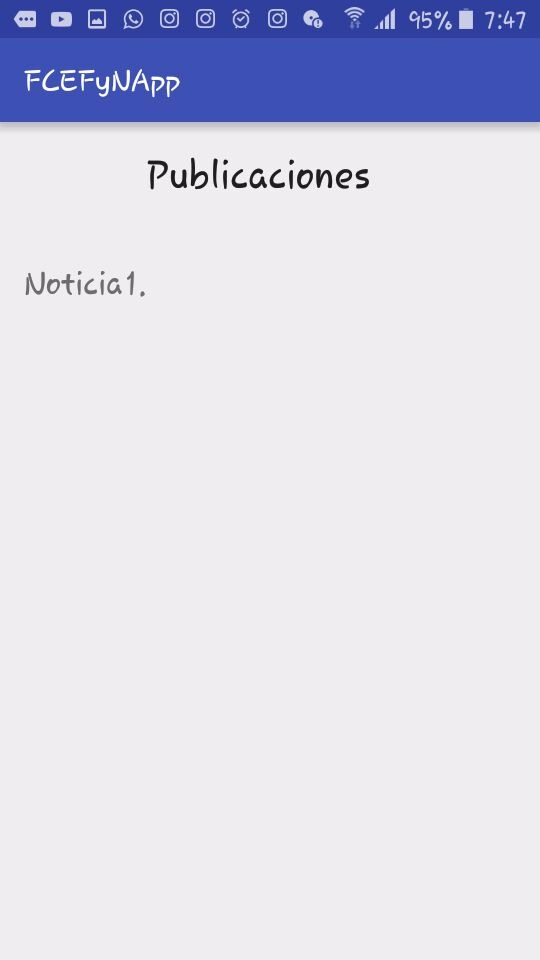 95% 7:47
FCEFyNApp
Publicaciones
Noticia1.